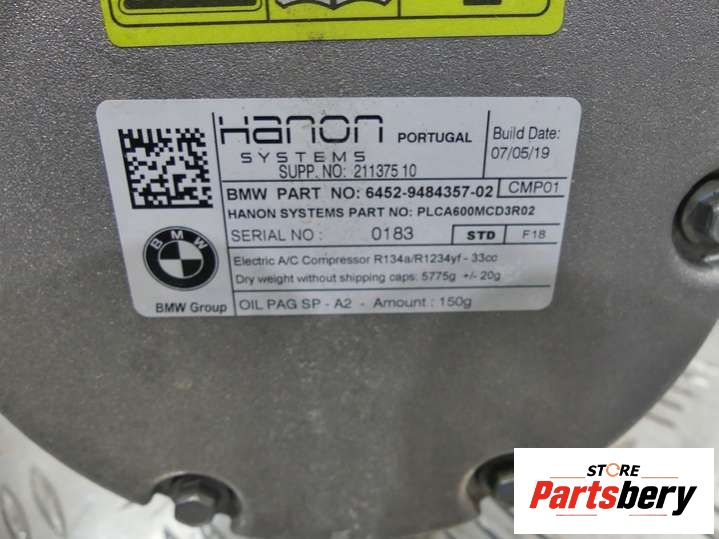 Hanon
SYSTEMS
PORTUGAL
Build Date:
07/05/19
SUPP. NO: 211375 10
BMW PART NO: 6452-9484357-02
CMP01
HANON SYSTEMS PART NO: PLCA600MCD3R02
SERIAL NO : 0183 STD F18
Electric A/C Compressor R134a/R1234yf - 33cc
Dry weight without shipping caps: 5775g +/- 20g
BMW
BMW Group
OIL PAG SP - A2 - Amount : 150g
STORE
Partsbery